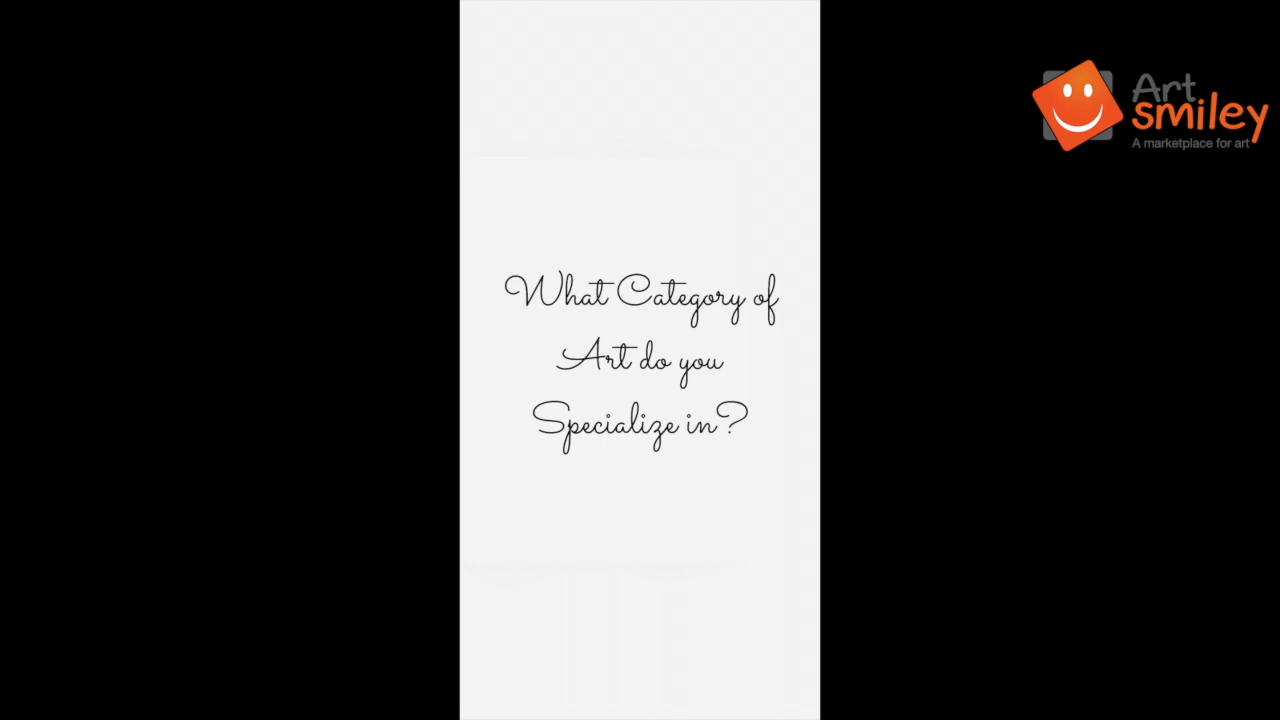 Art
smiley
A marketplace for art
What Category of
Art do you
Specialize in?